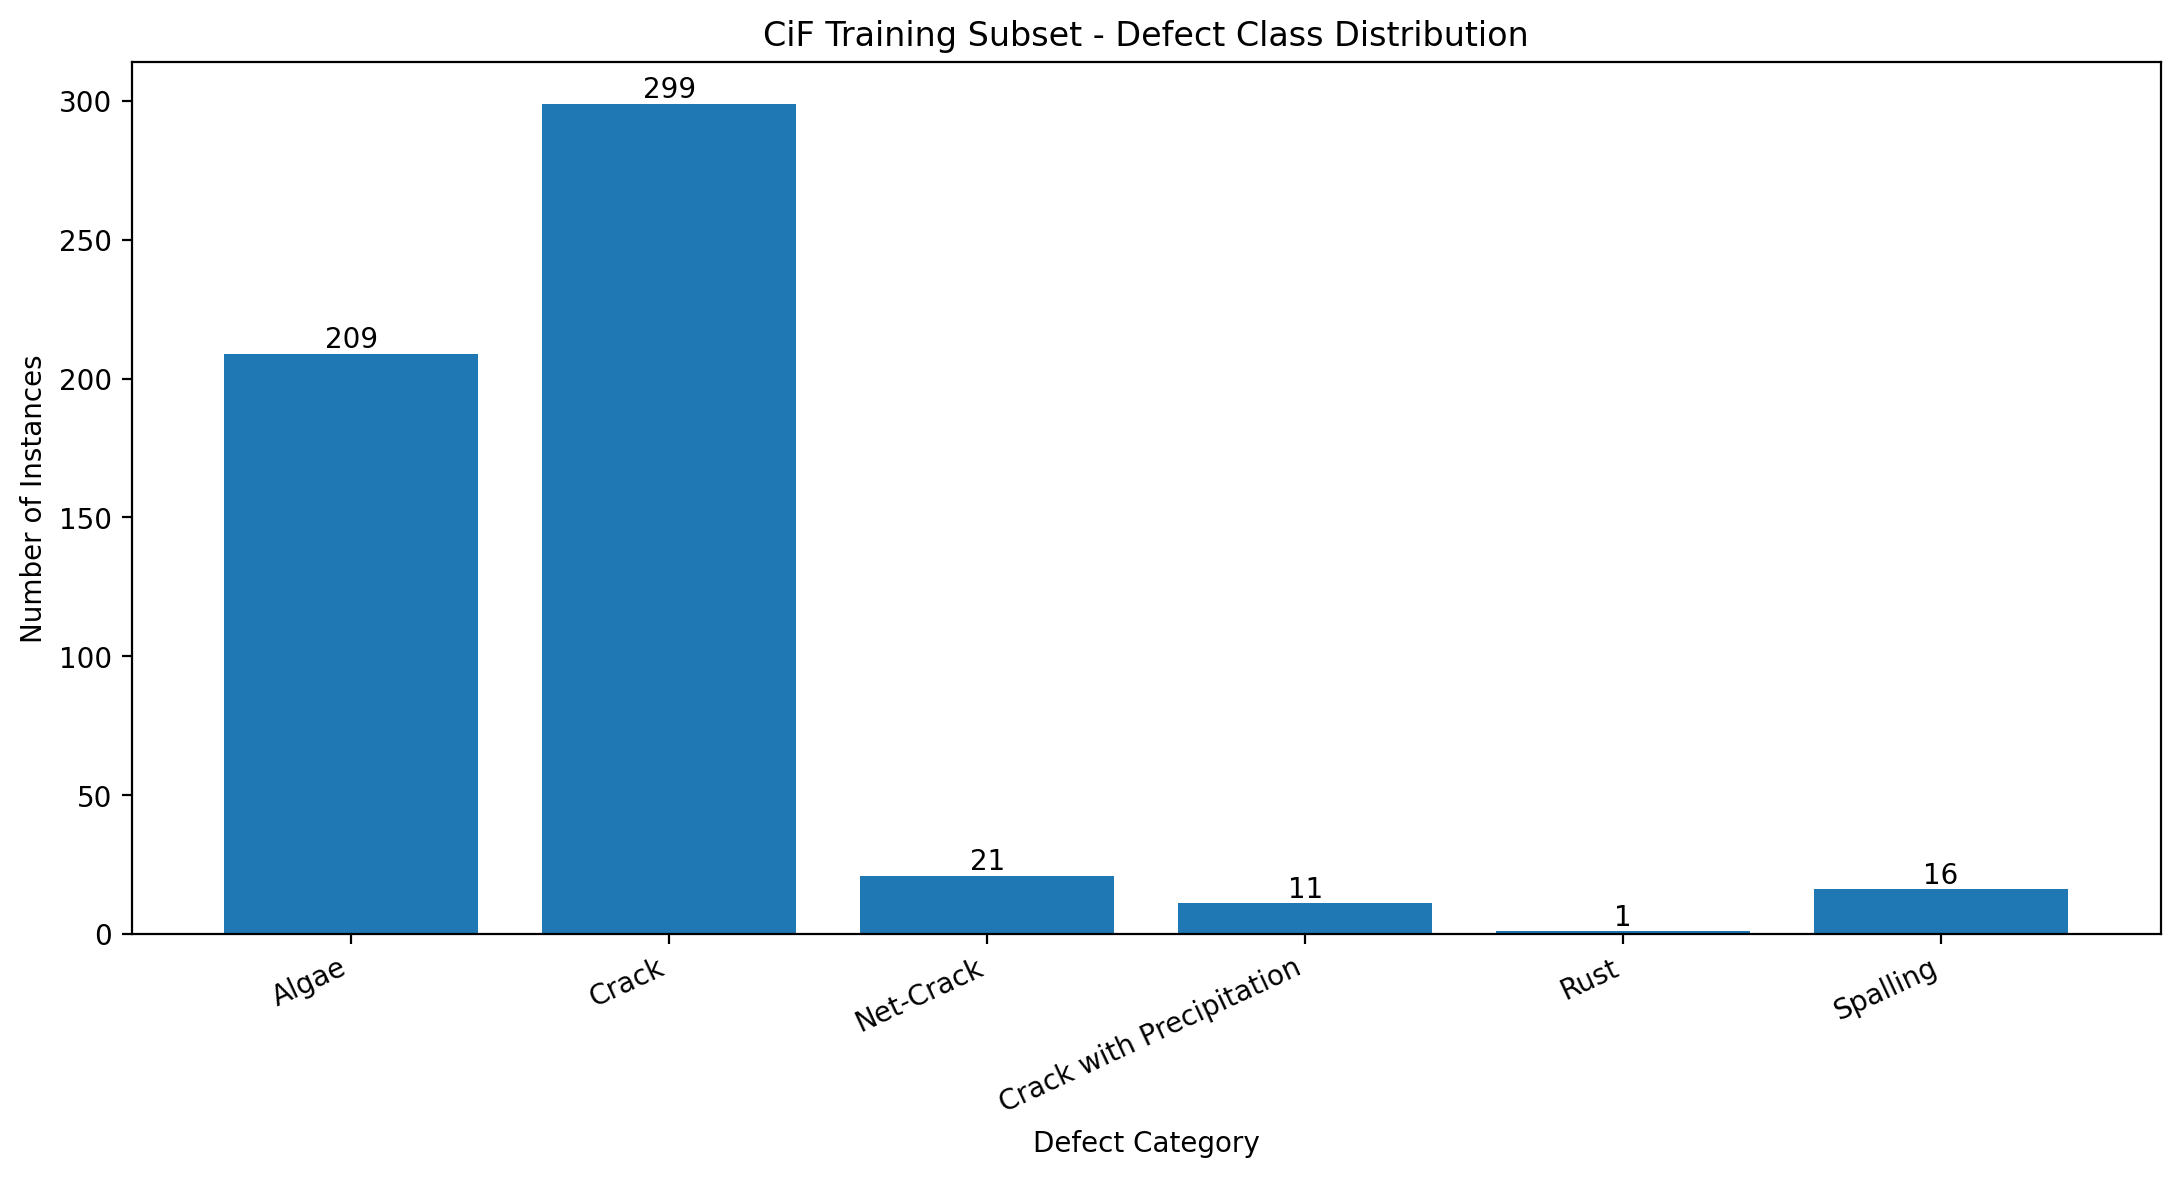 CiF Training Subset - Defect Class Distribution
Number of Instances
300
250
200
150
100
50
0
209
299
21
11
1
16
Algae
Crack
Net-Crack
Crack with Precipitation
Rust
Spalling
Defect Category